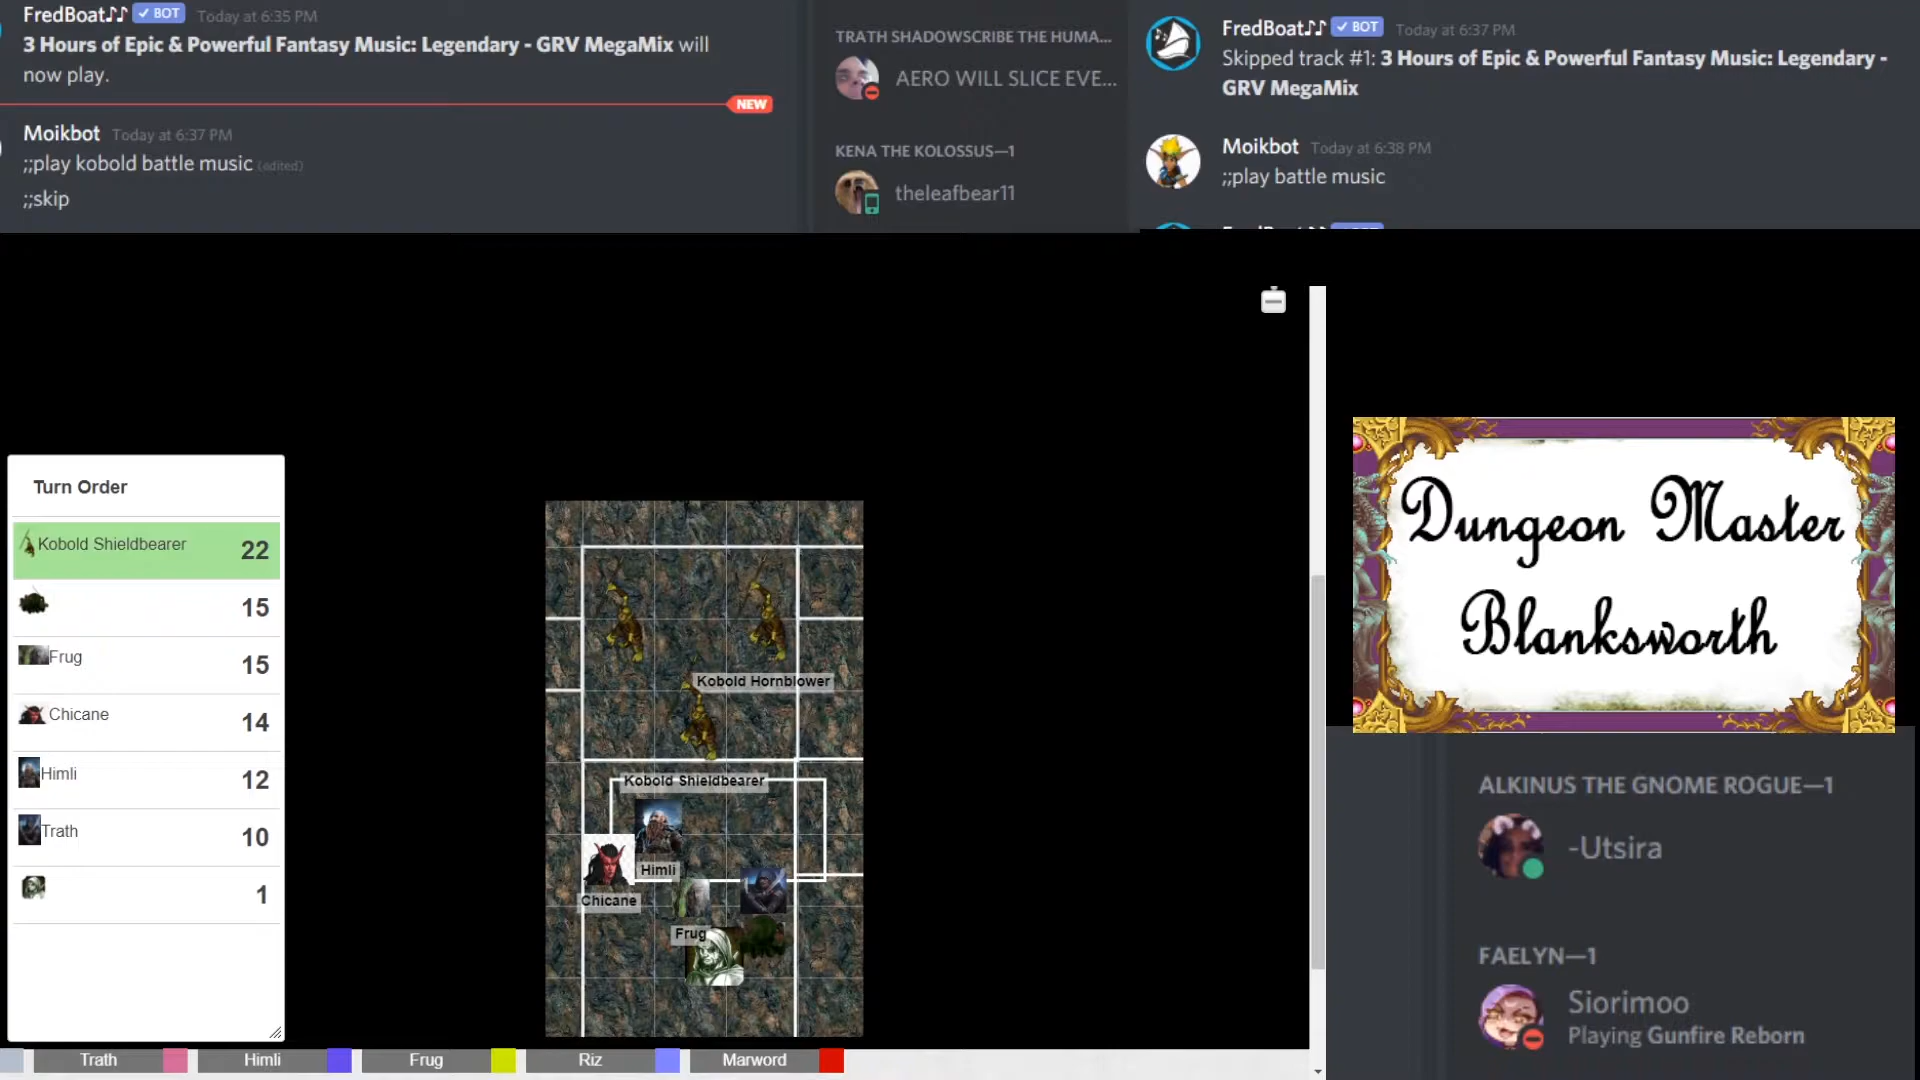 FredBoat♪♪ ✓ BOT Today at 6:35 PM
3 Hours of Epic & Powerful Fantasy Music: Legendary - GRV MegaMix will
now play.
NEW
Moikbot Today at 6:37 PM
;;play kobold battle music (edited)
;;skip
TRATH SHADOWSCRIBE THE HUMA...
AERO WILL SLICE EVE...
KENA THE KOLOSSUS—1
theleafbear11
FredBoat♪♪ ✓ BOT Today at 6:37 PM
Skipped track #1: 3 Hours of Epic & Powerful Fantasy Music: Legendary -
GRV MegaMix
Moikbot Today at 6:38 PM
;;play battle music
Turn Order
Kobold Shieldbearer 22
15
Frug 15
Chicane 14
Himli 12
Trath 10
1
Kobold Hornblower
Kobold Shieldbearer
Himli
Chicane
Frug
Dungeon Master
Blanksworth
ALKINUS THE GNOME ROGUE—1
-Utsira
FAELYN—1
Siorimoo
Playing Gunfire Reborn
Trath Himli Frug Riz Marword